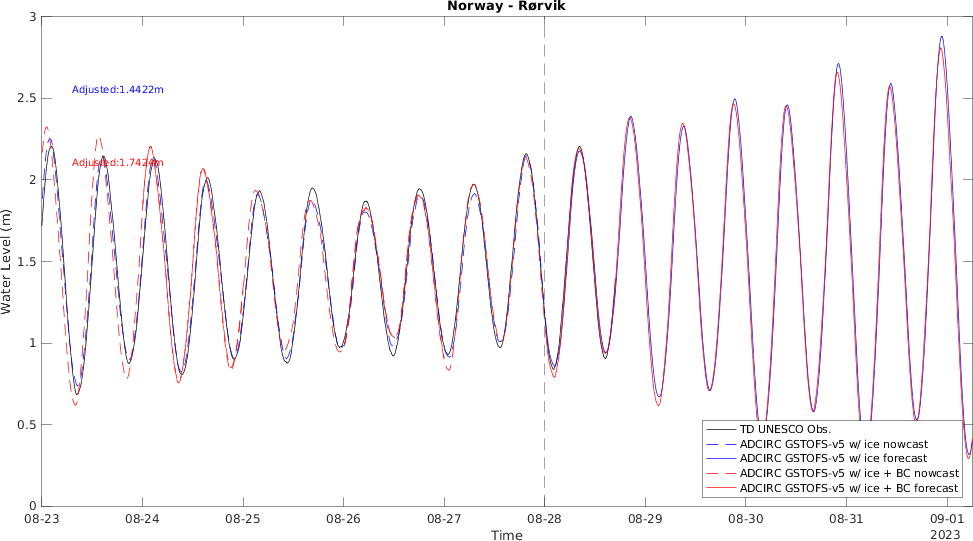 Norway - Rørvik
3
2.5
2
1.5
1
0.5
0
Water Level (m)
Adjusted:1.4422m
Adjusted:1.7424m
TD UNESCO Obs.
ADCIRC GSTOFS-v5 w/ ice nowcast
ADCIRC GSTOFS-v5 w/ ice forecast
ADCIRC GSTOFS-v5 w/ ice + BC nowcast
ADCIRC GSTOFS-v5 w/ ice + BC forecast
08-23 08-24 08-25 08-26 08-27 08-28 08-29 08-30 08-31 09-01
2023
Time